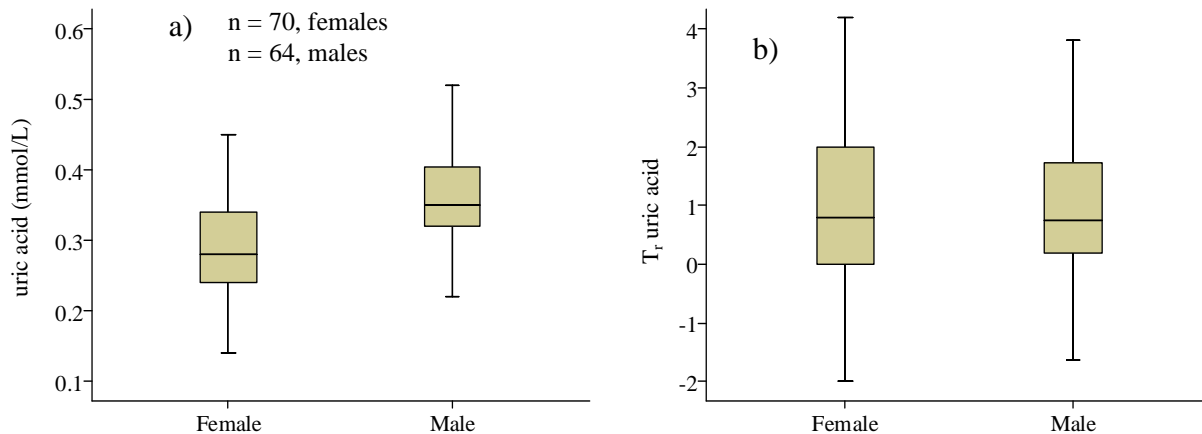 a)
n = 70, females
n = 64, males
uric acid (mmol/L)
0.6
0.5
0.4
0.3
0.2
0.1
Female Male
b)
Tr uric acid
4
3
2
1
0
-1
-2
Female Male